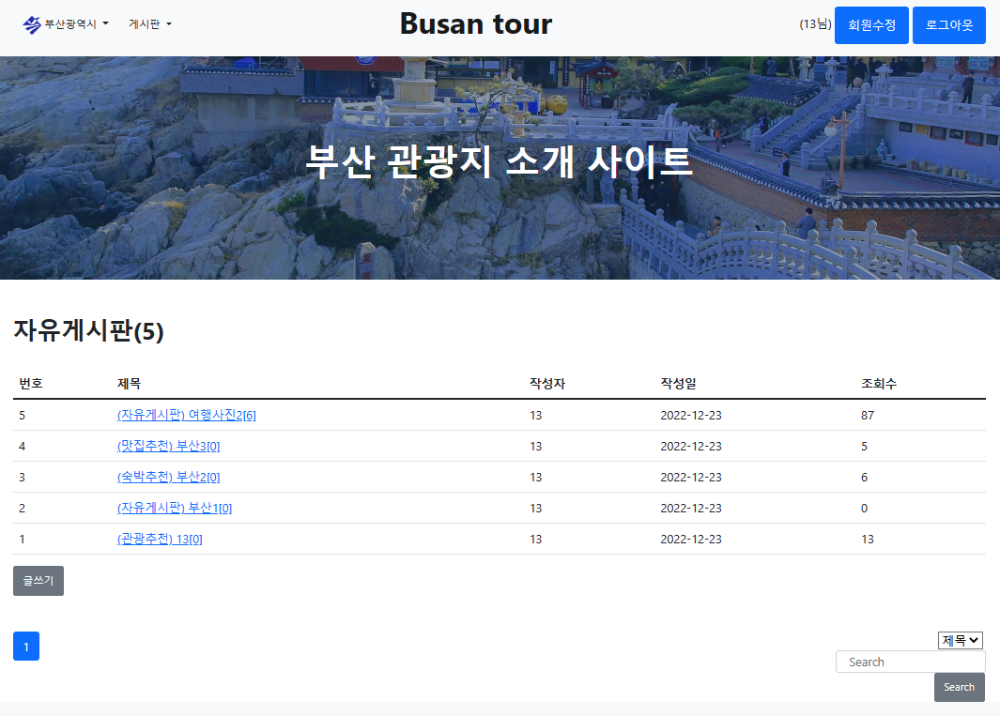 부산광역시 게시판 Busan tour (13님) 회원수정 로그아웃
부산 관광지 소개 사이트
자유게시판(5)
번호 제목 작성자 작성일 조회수
5 (자유게시판) 여행사진2[6] 13 2022-12-23 87
4 (맛집추천) 부산3[0] 13 2022-12-23 5
3 (숙박추천) 부산2[0] 13 2022-12-23 6
2 (자유게시판) 부산1[0] 13 2022-12-23 0
1 (관광추천) 13[0] 13 2022-12-23 13
글쓰기
1 제목
Search
Search